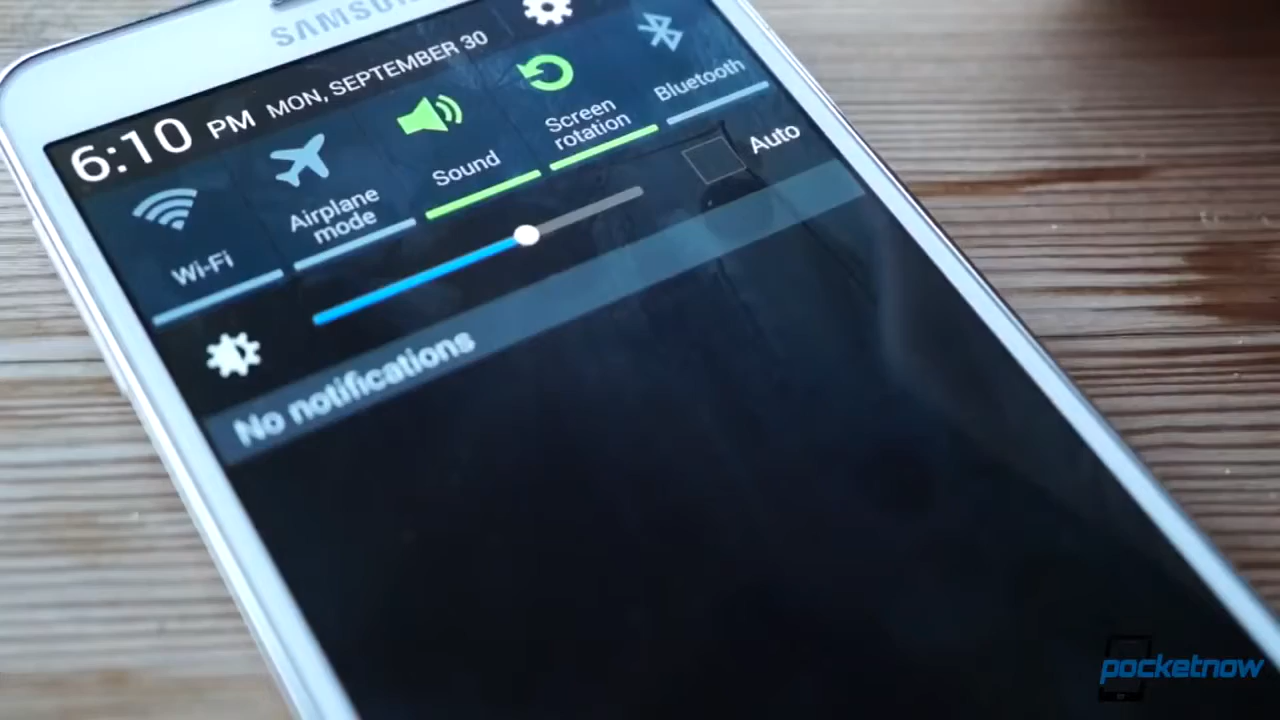 SAMSUNG
6:10 PM MON, SEPTEMBER 30
Wi-Fi
Airplane
mode
Sound
Screen
rotation
Bluetooth
Auto
No notifications
pocketnow